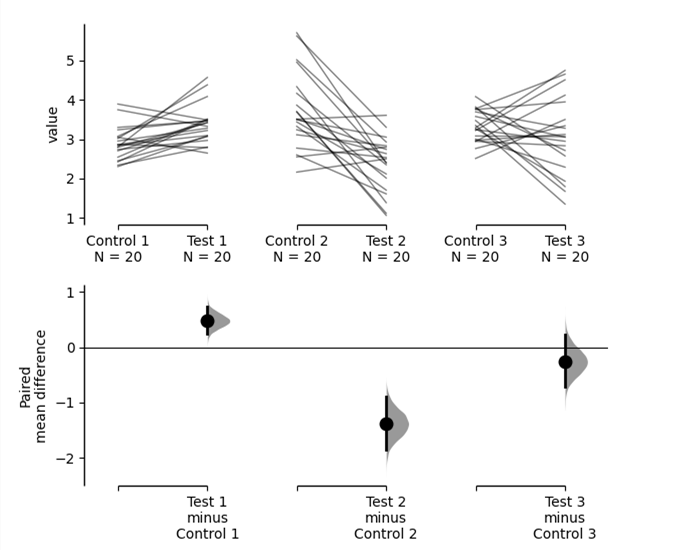 value
5
4
3
2
1
Control 1 Test 1 Control 2 Test 2 Control 3 Test 3
N = 20 N = 20 N = 20 N = 20 N = 20 N = 20
Paired
mean difference
1
0
−1
−2
Test 1 Test 2 Test 3
minus minus minus
Control 1 Control 2 Control 3